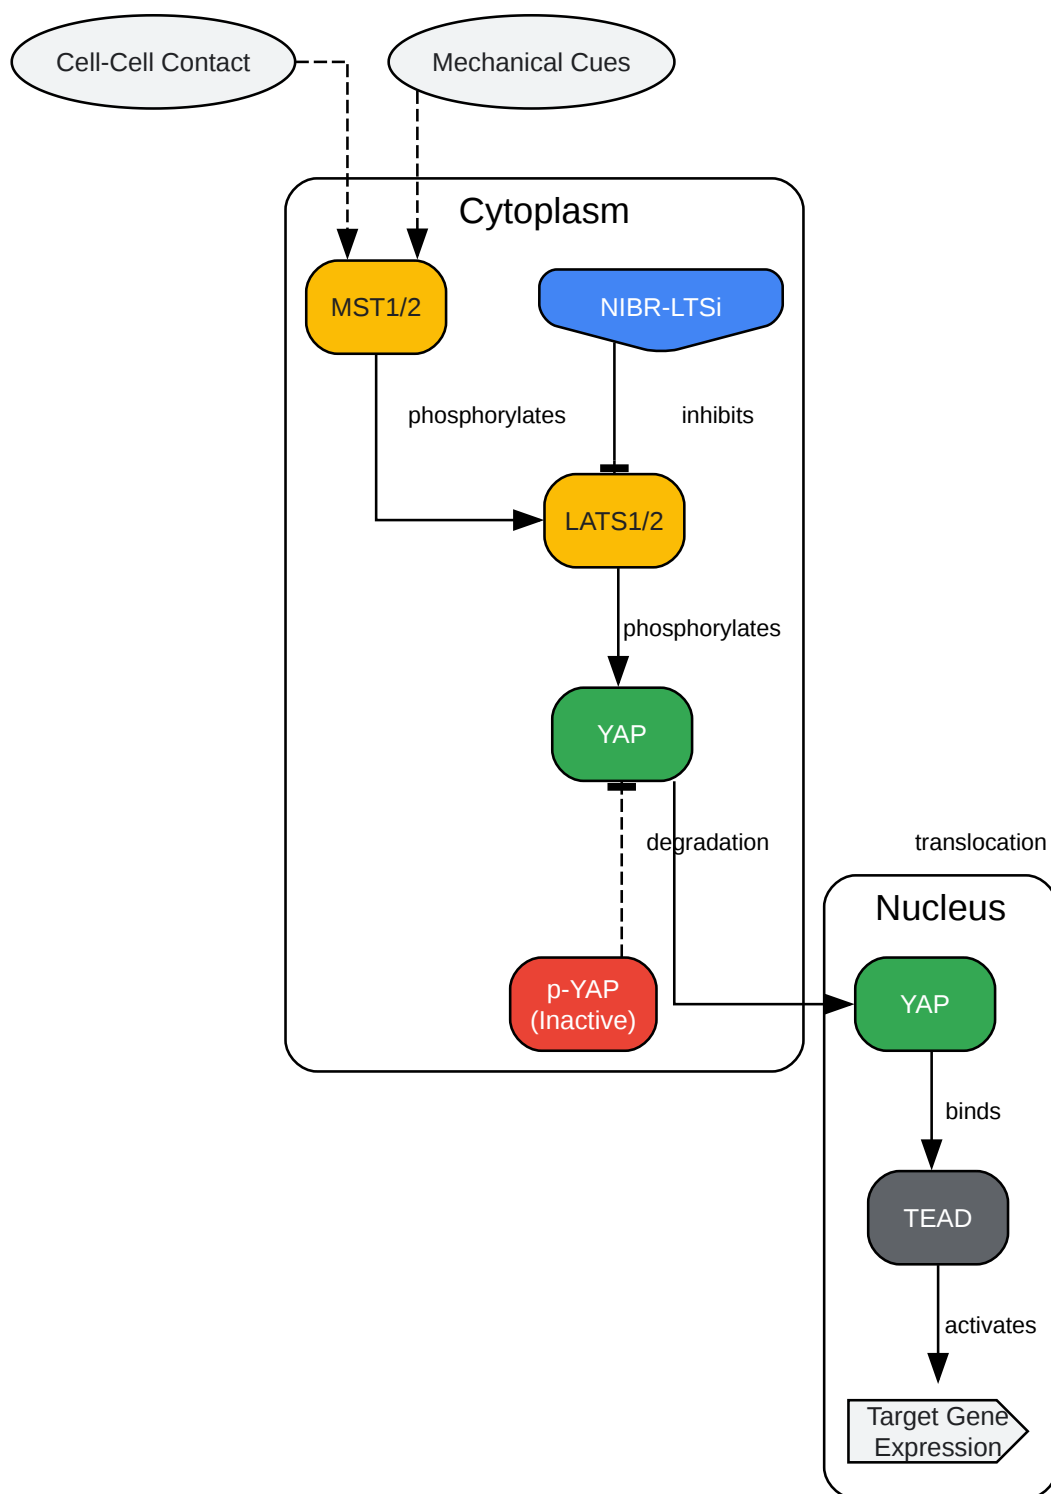 Cell-Cell Contact
Mechanical Cues
Cytoplasm
MST1/2
NIBR-LTSi
phosphorylates
inhibits
LATS1/2
phosphorylates
YAP
degradation
translocation
Nucleus
p-YAP
(Inactive)
YAP
binds
TEAD
activates
Target Gene
Expression